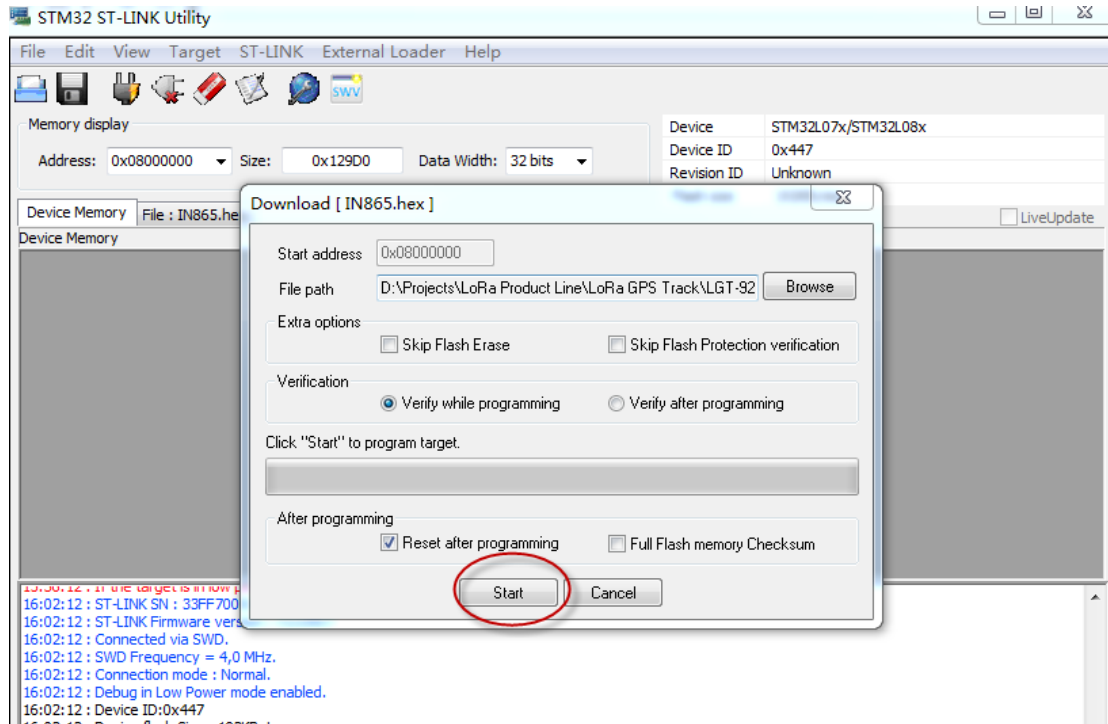 STM32 ST-LINK Utility
File Edit View Target ST-LINK External Loader Help
SWV
Memory display
Address: 0x08000000 Size: 0x129D0 Data Width: 32 bits
Device STM32L07x/STM32L08x
Device ID 0x447
Revision ID Unknown
Device Memory File : IN865.he
LiveUpdate
Device Memory
Download [ IN865.hex ]
Start address 0x08000000
File path D:\Projects\LoRa Product Line\LoRa GPS Track\LGT-92 Browse
Extra options
Skip Flash Erase Skip Flash Protection verification
Verification
Verify while programming Verify after programming
Click "Start" to program target.
After programming
Reset after programming Full Flash memory Checksum
Start Cancel
16:02:12 : ST-LINK SN : 33FF700
16:02:12 : ST-LINK Firmware vers
16:02:12 : Connected via SWD.
16:02:12 : SWD Frequency = 4,0 MHz.
16:02:12 : Connection mode : Normal.
16:02:12 : Debug in Low Power mode enabled.
16:02:12 : Device ID:0x447